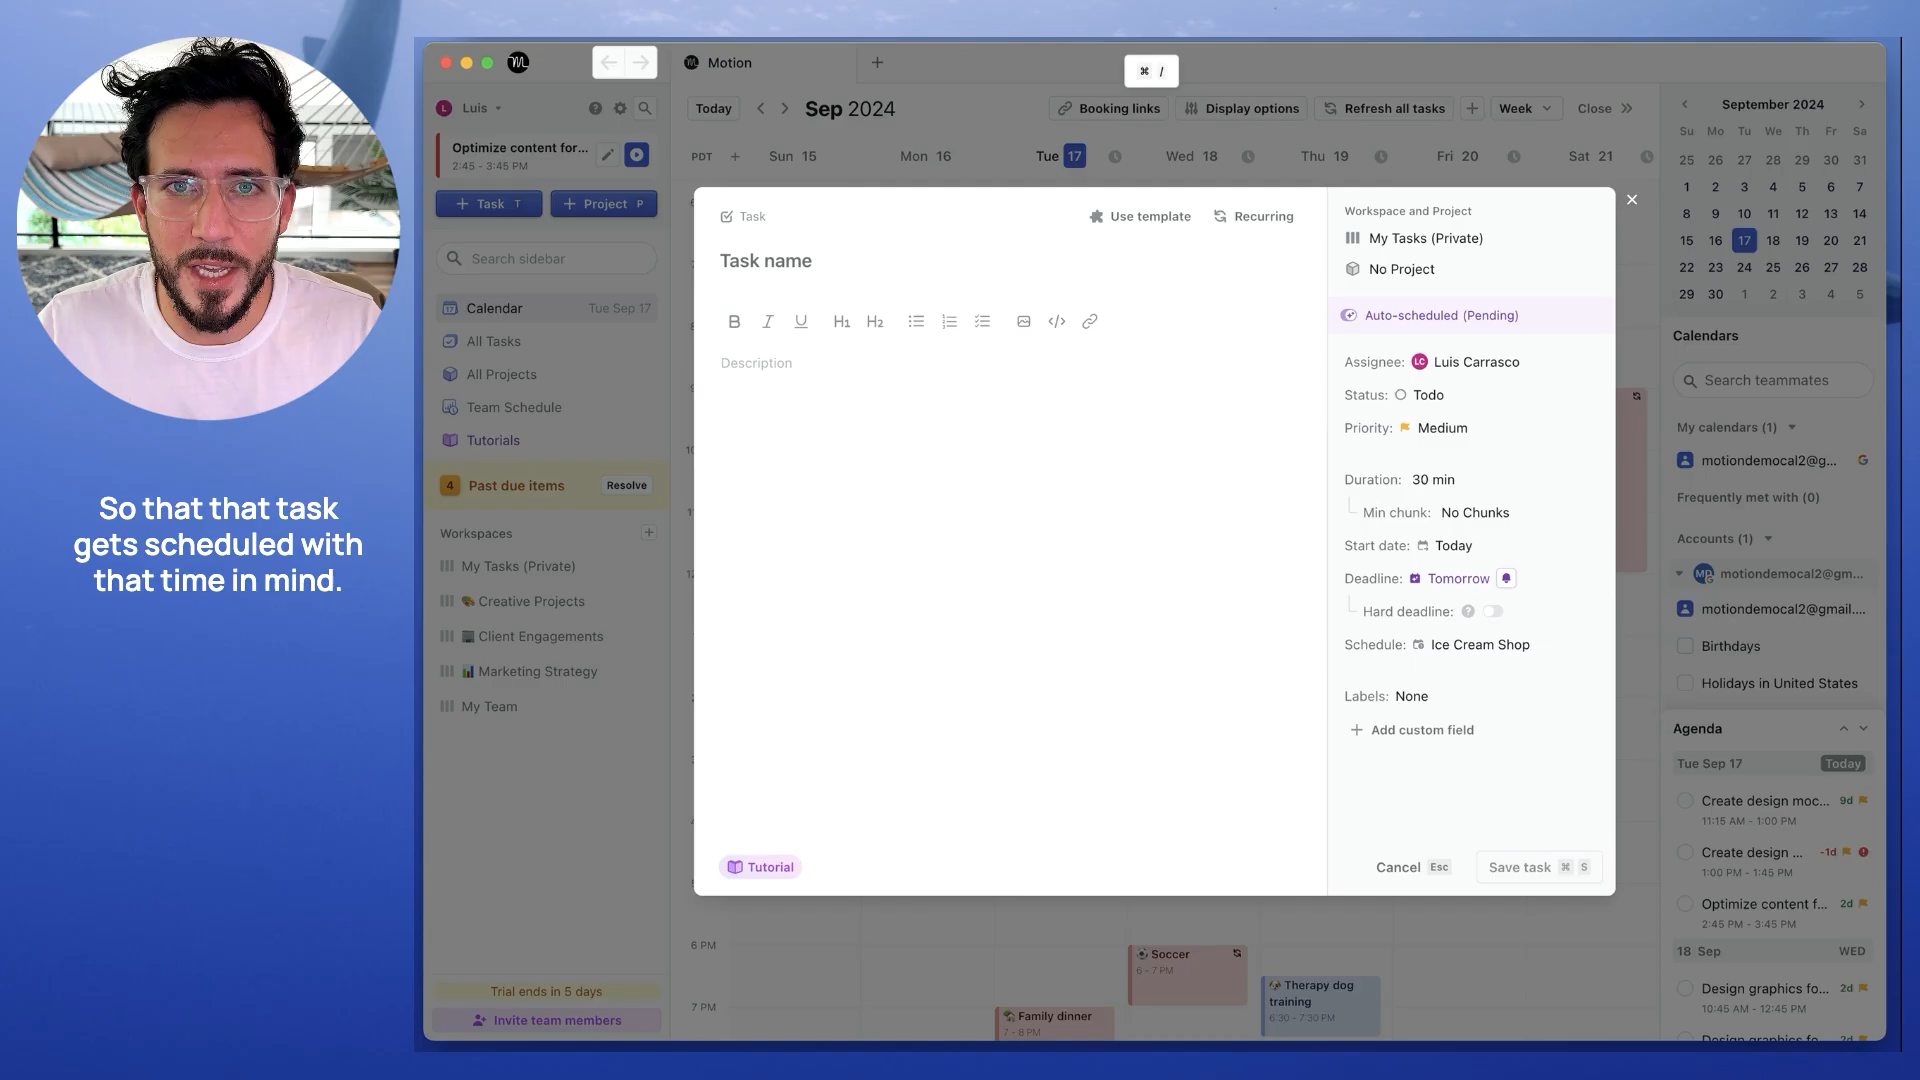 So that that task
gets scheduled with
that time in mind.
Motion
⌘ /
L Luis
Optimize content for...
2:45 - 3:45 PM
+ Task T
+ Project P
Search sidebar
Calendar Tue Sep 17
All Tasks
All Projects
Team Schedule
Tutorials
4 Past due items Resolve
Workspaces
My Tasks (Private)
Creative Projects
Client Engagements
Marketing Strategy
My Team
Trial ends in 5 days
Invite team members
Today Sep 2024
Booking links Display options Refresh all tasks + Week Close
PDT + Sun 15 Mon 16 Tue 17 Wed 18 Thu 19 Fri 20 Sat 21
Task
Use template Recurring
Task name
B I U H1 H2
Description
Tutorial
Workspace and Project
My Tasks (Private)
No Project
Auto-scheduled (Pending)
Assignee: LC Luis Carrasco
Status: Todo
Priority: Medium
Duration: 30 min
Min chunk: No Chunks
Start date: Today
Deadline: Tomorrow
Hard deadline: ?
Schedule: Ice Cream Shop
Labels: None
+ Add custom field
Cancel Esc
Save task ⌘ S
6 PM
7 PM
Soccer
6 - 7 PM
Therapy dog
training
6:30 - 7:30 PM
Family dinner
7 - 8 PM
September 2024
Su Mo Tu We Th Fr Sa
25 26 27 28 29 30 31
1 2 3 4 5 6 7
8 9 10 11 12 13 14
15 16 17 18 19 20 21
22 23 24 25 26 27 28
29 30 1 2 3 4 5
Calendars
Search teammates
My calendars (1)
motiondemocal2@g...
Frequently met with (0)
Accounts (1)
motiondemocal2@gm...
motiondemocal2@gmail....
Birthdays
Holidays in United States
Agenda
Tue Sep 17 Today
Create design moc... 9d
11:15 AM - 1:00 PM
Create design ... -1d
1:00 PM - 1:45 PM
Optimize content f... 2d
2:45 PM - 3:45 PM
18 Sep WED
Design graphics fo... 2d
10:45 AM - 12:45 PM
Design graphics fo... 2d